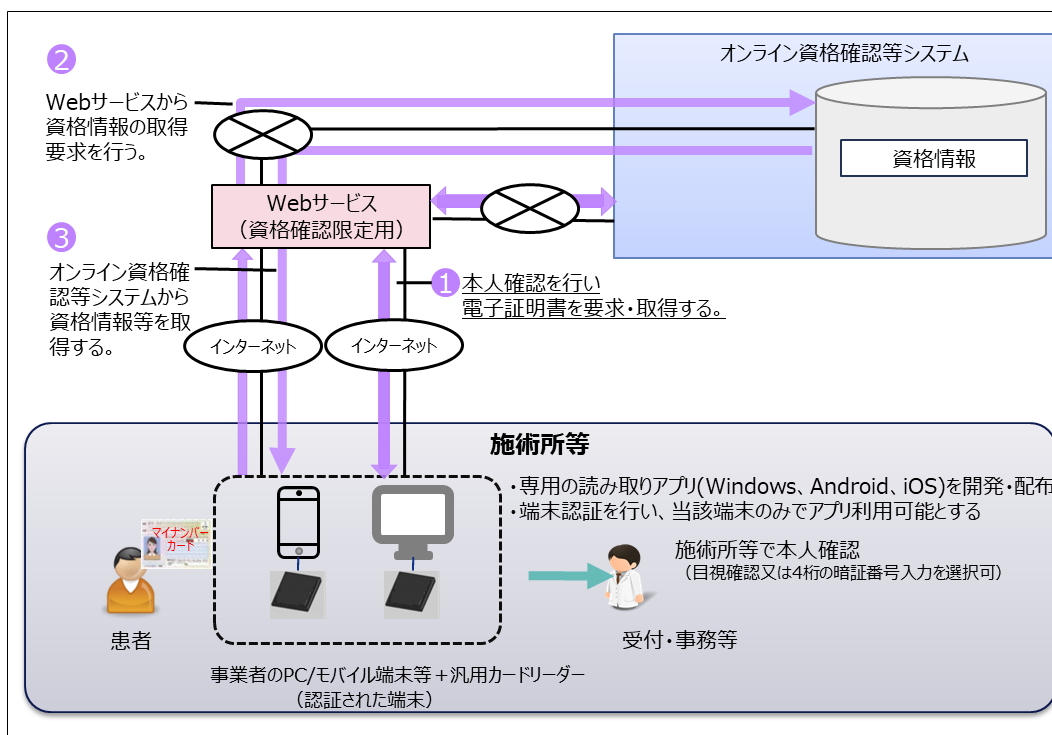 オンライン資格確認等システム
資格情報
❷
Webサービスから
資格情報の取得
要求を行う。
Webサービス
（資格確認限定用）
❸
オンライン資格確
認等システムから
資格情報等を取
得する。
❶
本人確認を行い
電子証明書を要求・取得する。
インターネット
インターネット
施術所等
・専用の読み取りアプリ(Windows、Android、iOS)を開発・配布
・端末認証を行い、当該端末のみでアプリ利用可能とする
マイナンバー
カード
患者
施術所等で本人確認
（目視確認又は4桁の暗証番号入力を選択可）
受付・事務等
事業者のPC/モバイル端末等＋汎用カードリーダー
（認証された端末）